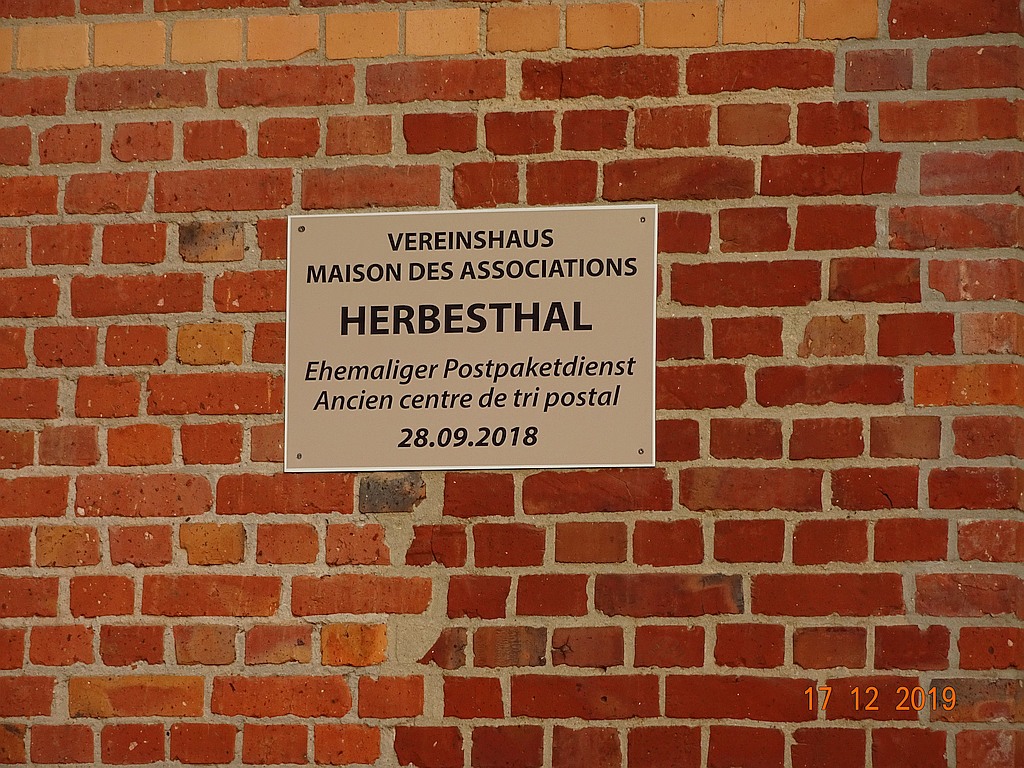 VEREINSHAUS
MAISON DES ASSOCIATIONS
HERBESTHAL
Ehemaliger Postpaketdienst
Ancien centre de tri postal
28.09.2018
17 12 2019